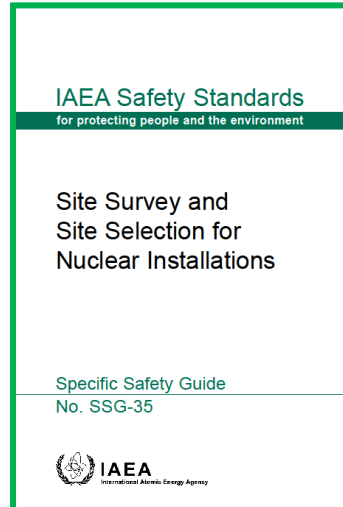 IAEA Safety Standards
for protecting people and the environment
Site Survey and
Site Selection for
Nuclear Installations
Specific Safety Guide
No. SSG-35
IAEA
International Atomic Energy Agency